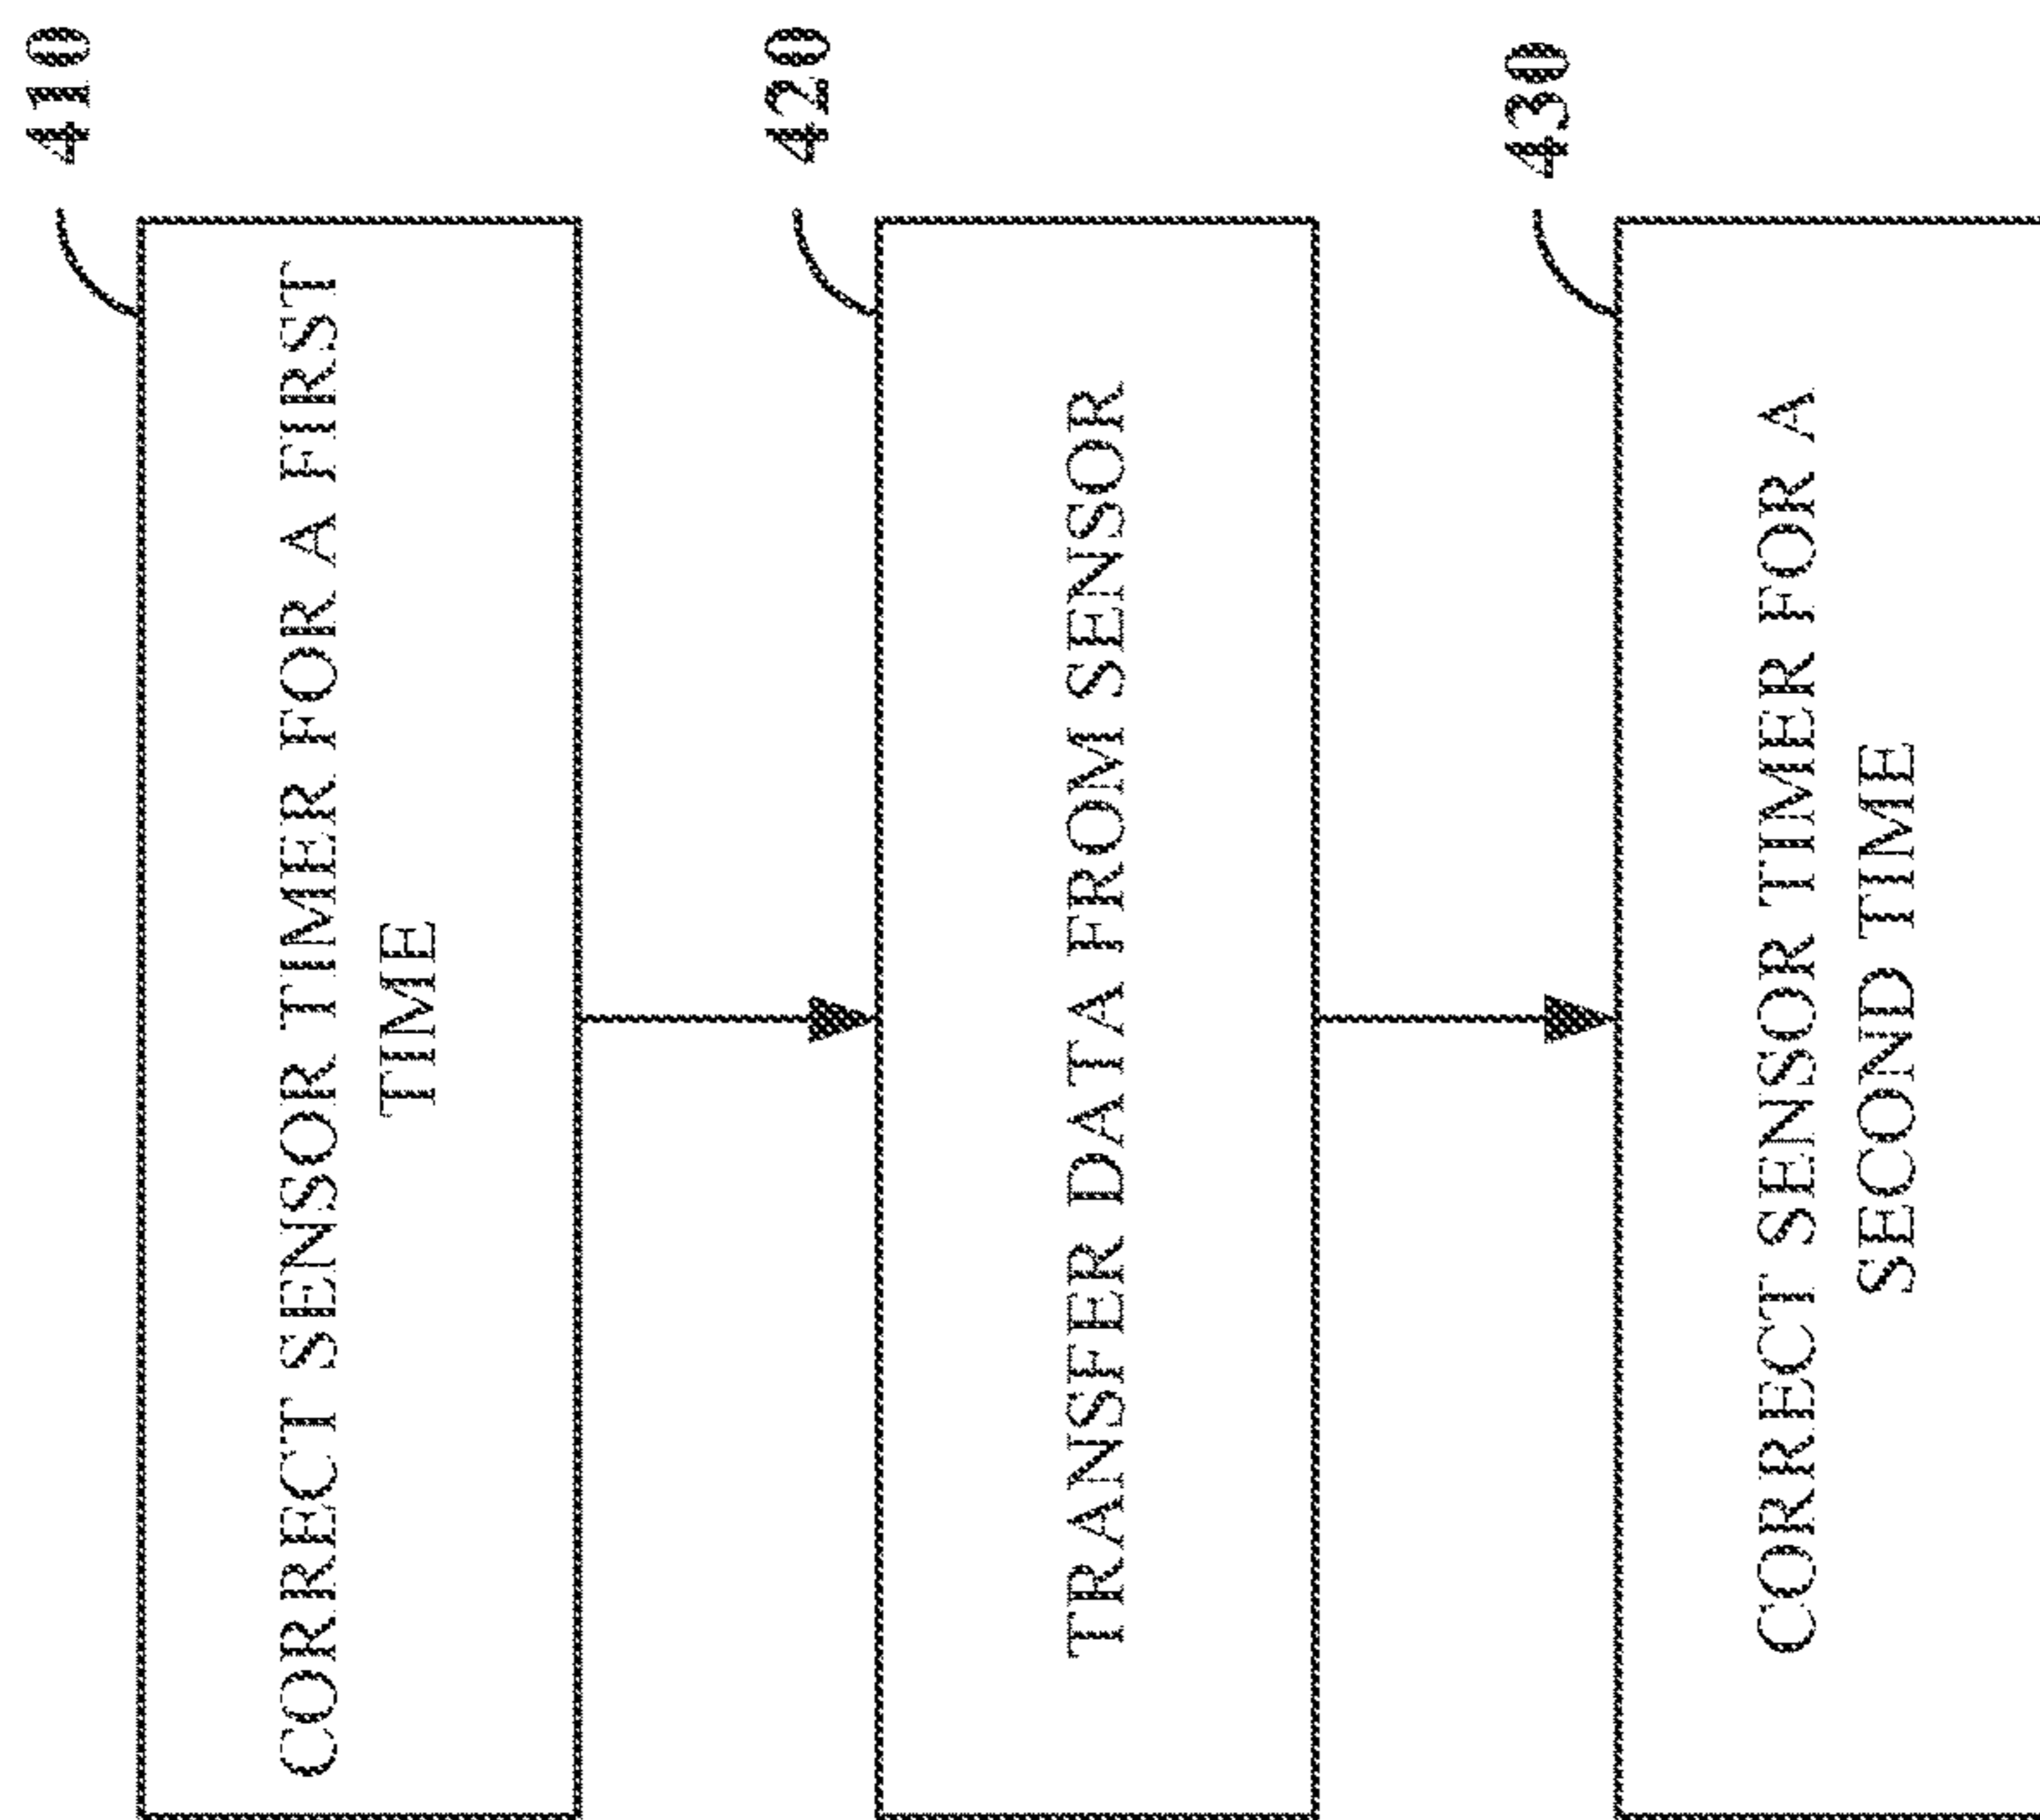 410
CORRECT SENSOR TIMER FOR A FIRST
TIME
420
TRANSFER DATA FROM SENSOR
430
CORRECT SENSOR TIMER FOR A
SECOND TIME